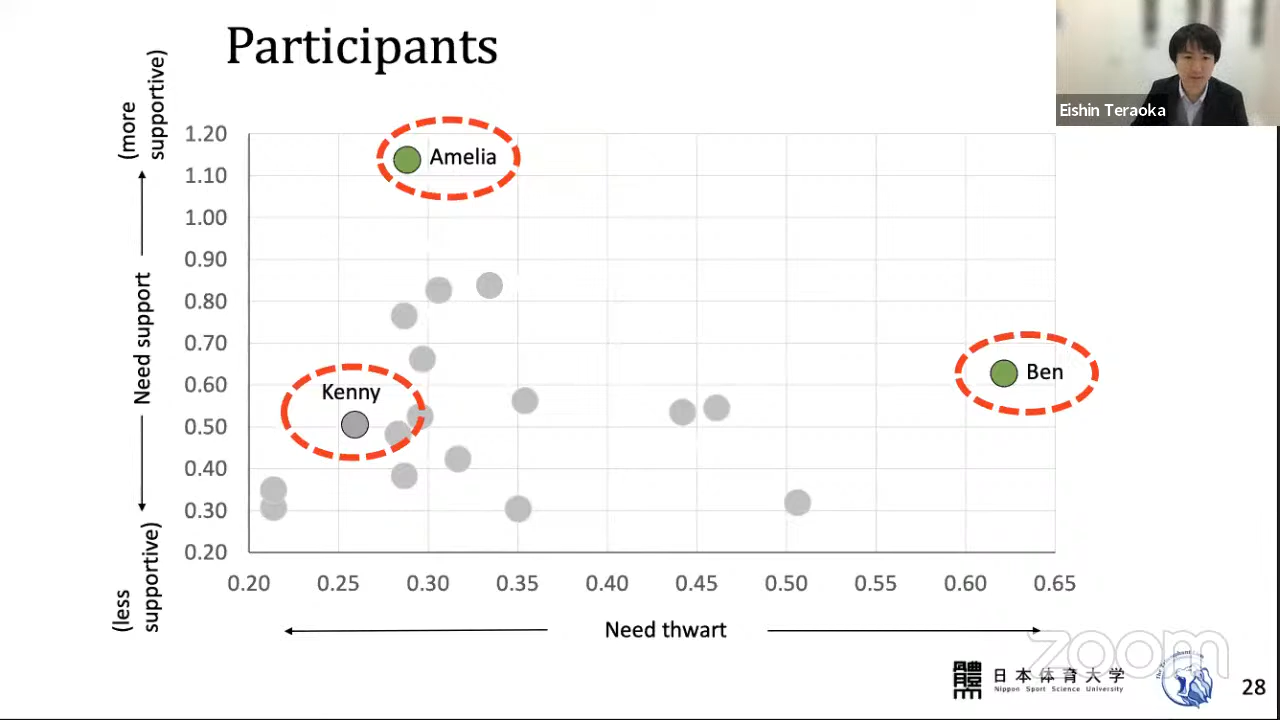 Participants
Eishin Teraoka
(more
supportive)
Need support
(less
supportive)
1.20
1.10
1.00
0.90
0.80
0.70
0.60
0.50
0.40
0.30
0.20
Amelia
Kenny
Ben
0.20 0.25 0.30 0.35 0.40 0.45 0.50 0.55 0.60 0.65
Need thwart
zoom
日本体育大学
Nippon Sport Science University
28